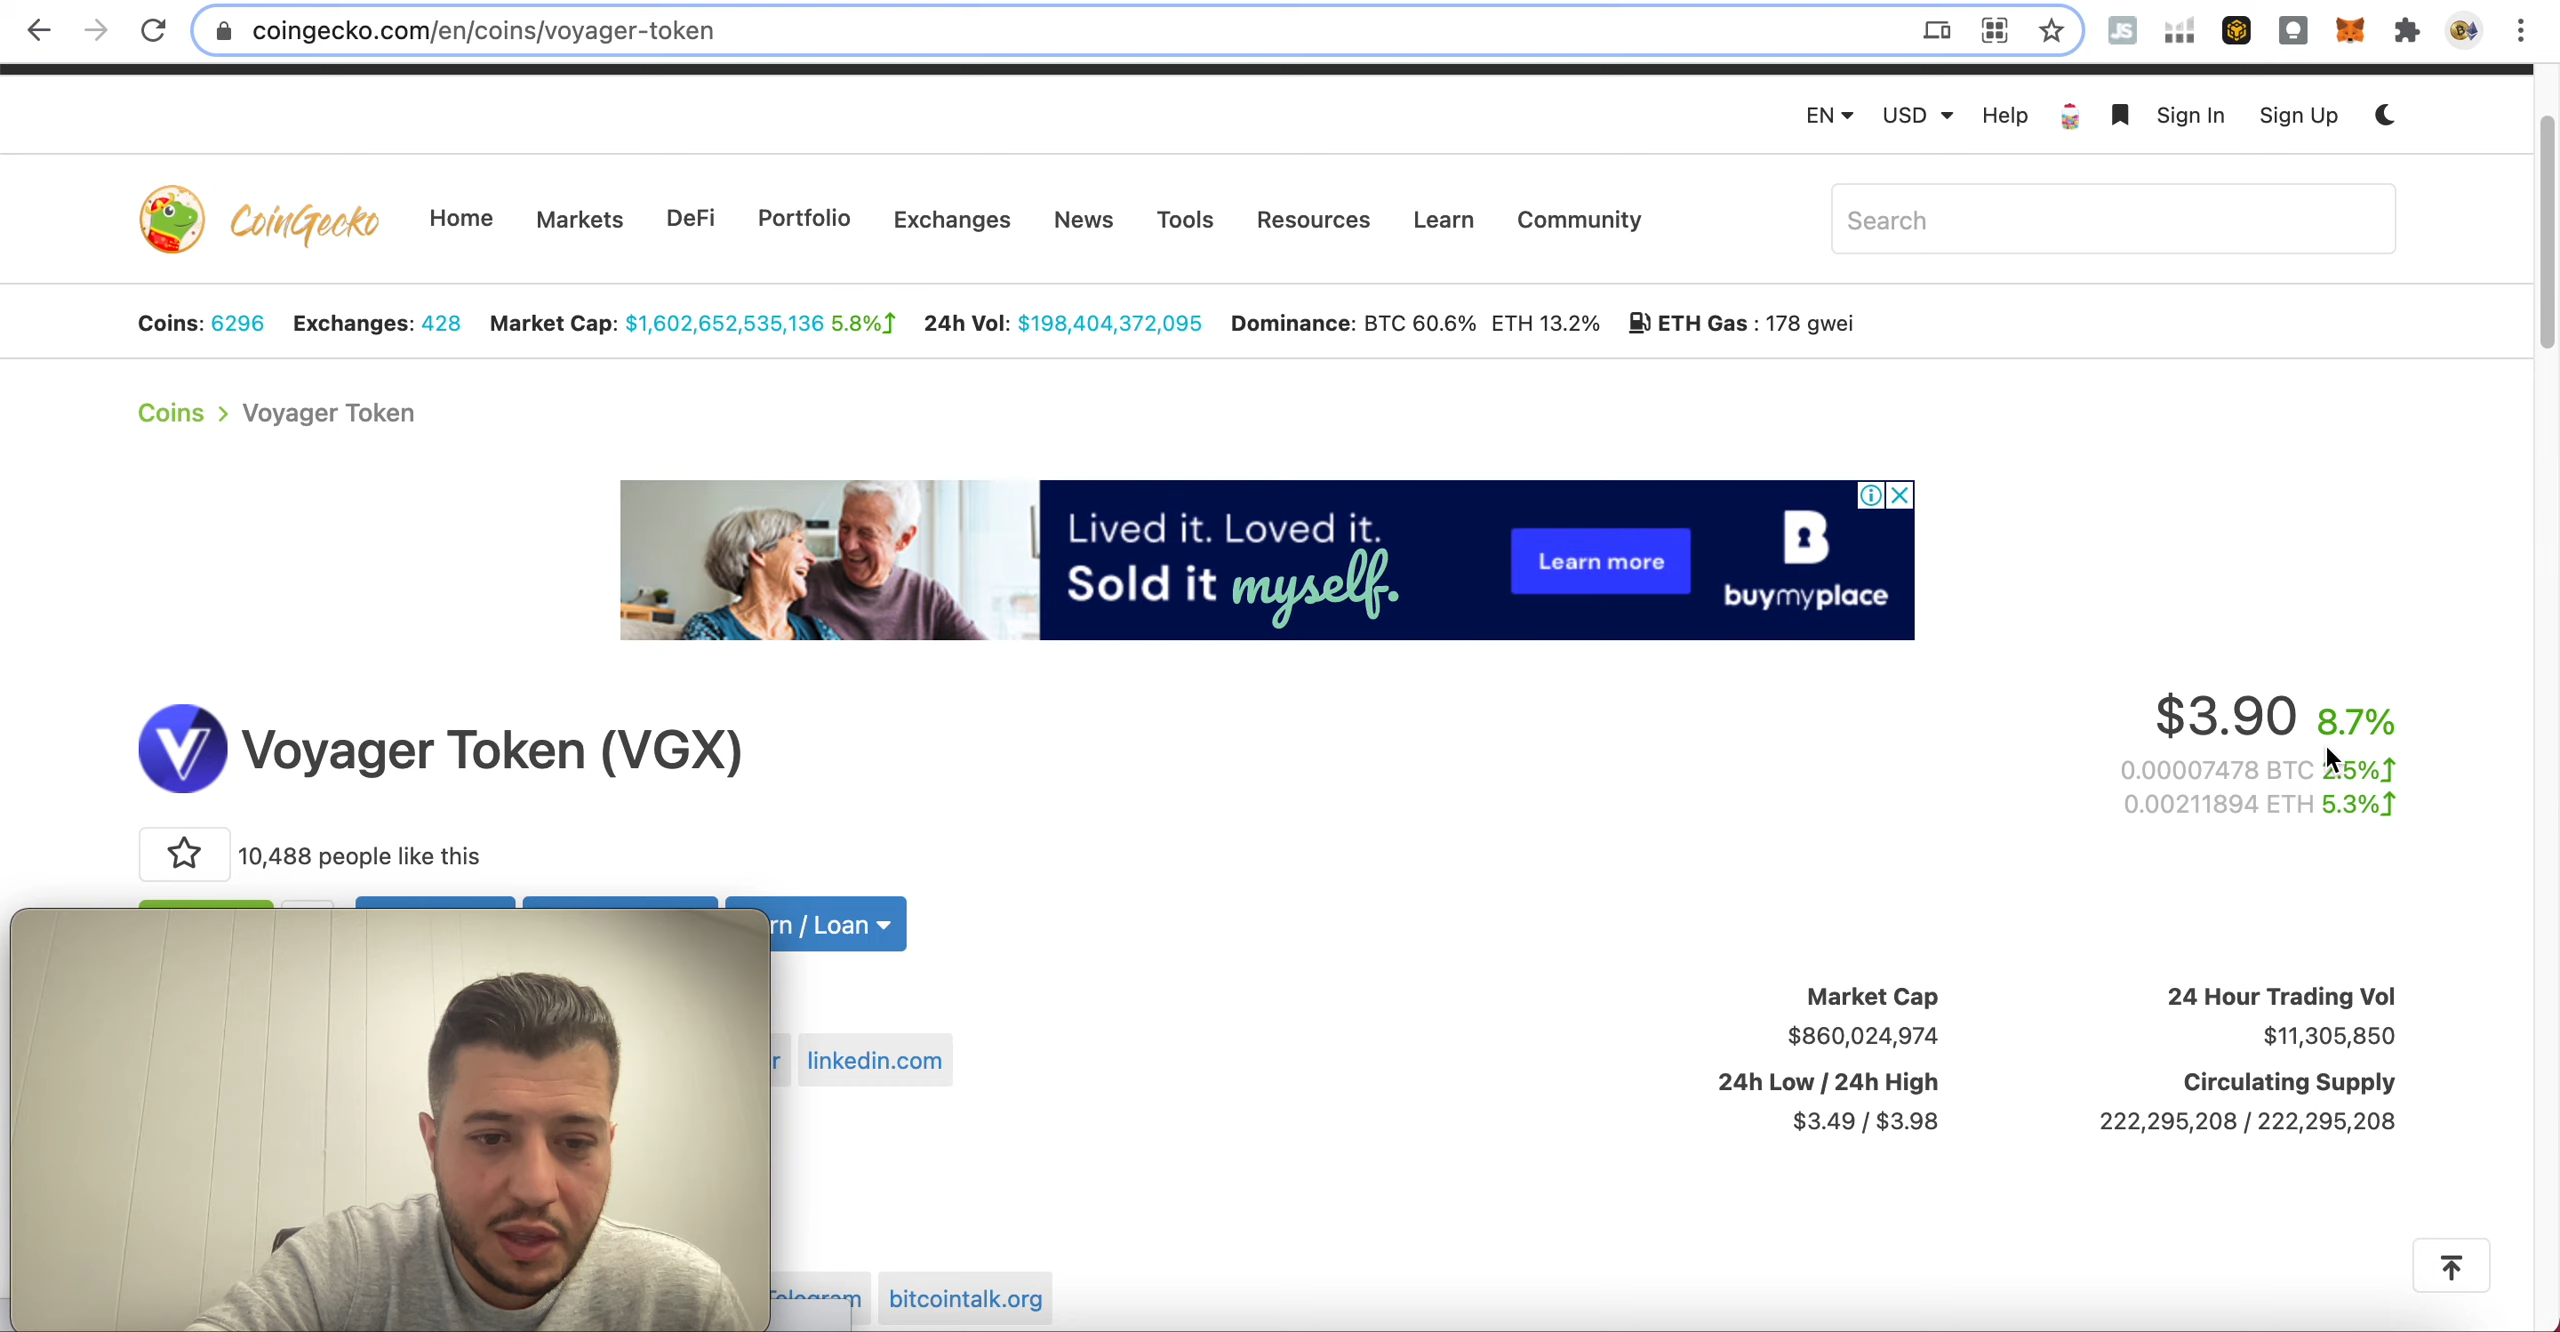 coingecko.com/en/coins/voyager-token
JS
EN USD Help Sign In Sign Up
CoinGecko Home Markets DeFi Portfolio Exchanges News Tools Resources Learn Community Search
Coins: 6296 Exchanges: 428 Market Cap: $1,602,652,535,136 5.8% 24h Vol: $198,404,372,095 Dominance: BTC 60.6% ETH 13.2% ETH Gas : 178 gwei
Coins > Voyager Token
Lived it. Loved it.
Sold it myself.
Learn more
B
buymyplace
Voyager Token (VGX)
$3.90 8.7%
0.00007478 BTC 2.5%
0.00211894 ETH 5.3%
10,488 people like this
rn / Loan
Market Cap
$860,024,974
24 Hour Trading Vol
$11,305,850
24h Low / 24h High
$3.49 / $3.98
Circulating Supply
222,295,208 / 222,295,208
r linkedin.com
Telegram bitcointalk.org